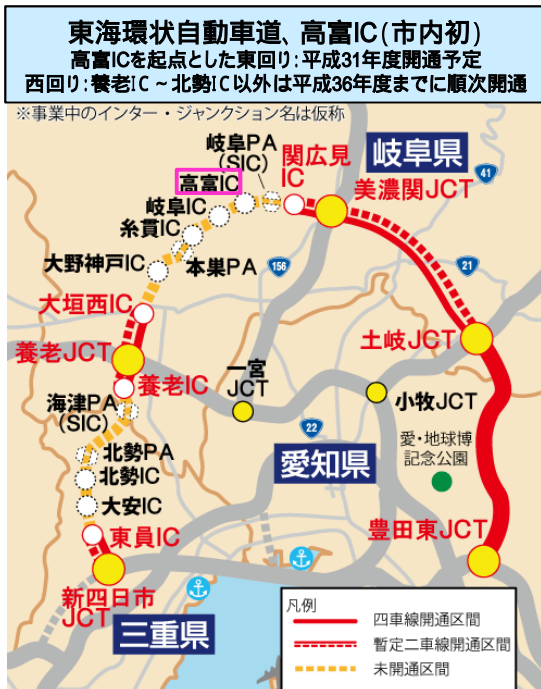 東海環状自動車道、高富IC(市内初)
高富ICを起点とした東回り:平成31年度開通予定
西回り:養老IC～北勢IC以外は平成36年度までに順次開通
※事業中のインター・ジャンクション名は仮称
岐阜PA
(SIC)
関広見
IC
岐阜県
41
高富IC
美濃関JCT
岐阜IC
糸貫IC
大野神戸IC
本巣PA
156
21
大垣西IC
土岐JCT
養老JCT
一宮
JCT
養老IC
小牧JCT
海津PA
(SIC)
22
愛・地球博
記念公園
北勢PA
愛知県
北勢IC
大安IC
東員IC
豊田東JCT
新四日市
JCT
三重県
凡例
四車線開通区間
暫定二車線開通区間
未開通区間